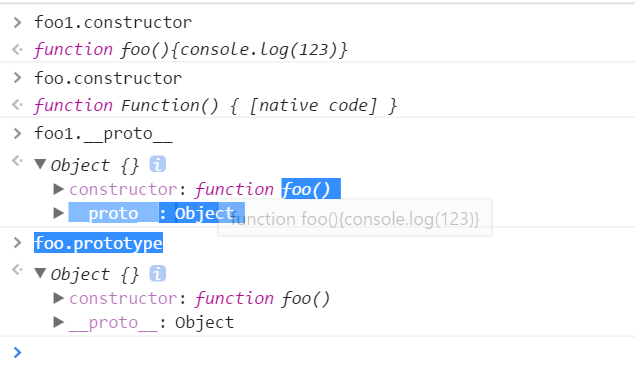 > foo1.constructor
<· function foo(){console.log(123)}
> foo.constructor
<· function Function() { [native code] }
> foo1.__proto__
<· ▼Object {} i
▶constructor: function foo()
▶__proto__: Object
function foo(){console.log(123)}
> foo.prototype
<· ▼Object {} i
▶constructor: function foo()
▶__proto__: Object
>